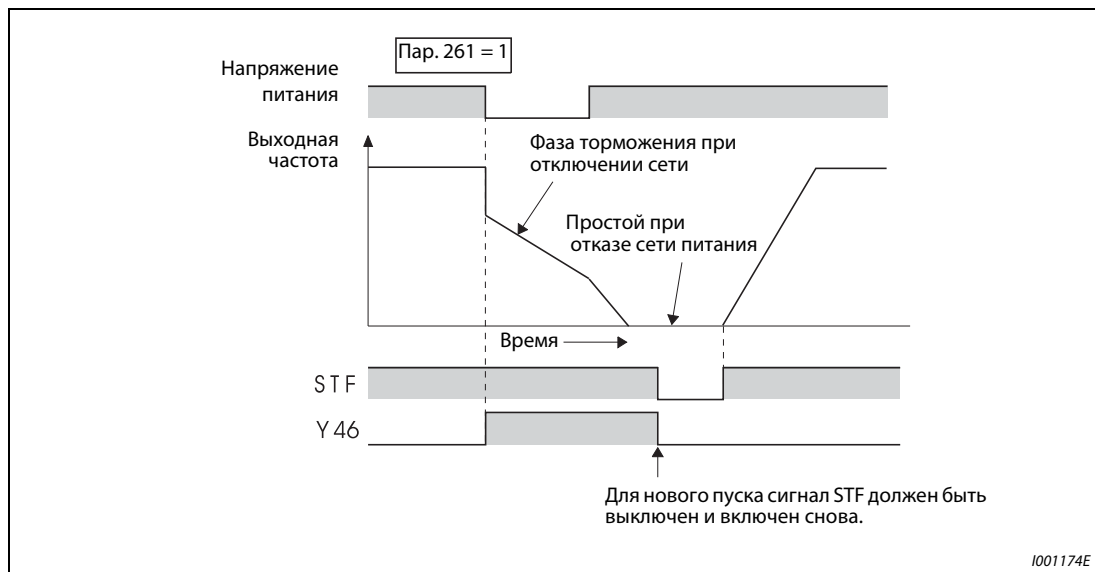 Пар. 261 = 1
Напряжение
питания
Выходная
частота
Фаза торможения при
отключении сети
Простой при
отказе сети питания
Время
STF
Y 46
Для нового пуска сигнал STF должен быть
выключен и включен снова.
I001174E